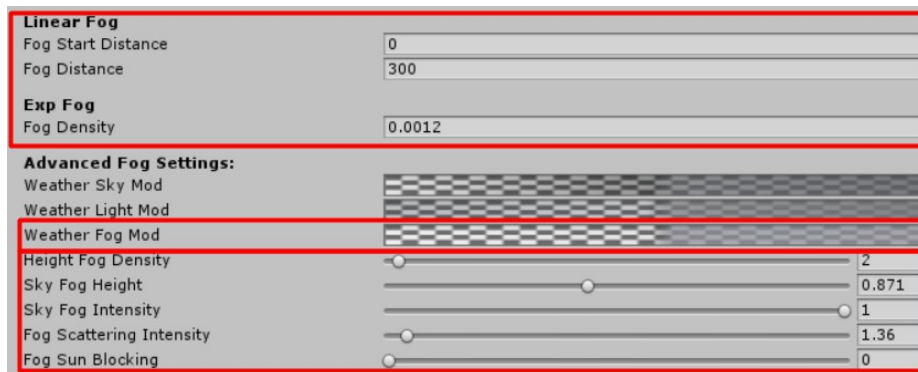 Linear Fog
Fog Start Distance 0
Fog Distance 300
Exp Fog
Fog Density 0.0012
Advanced Fog Settings:
Weather Sky Mod
Weather Light Mod
Weather Fog Mod
Height Fog Density 2
Sky Fog Height 0.871
Sky Fog Intensity 1
Fog Scattering Intensity 1.36
Fog Sun Blocking 0